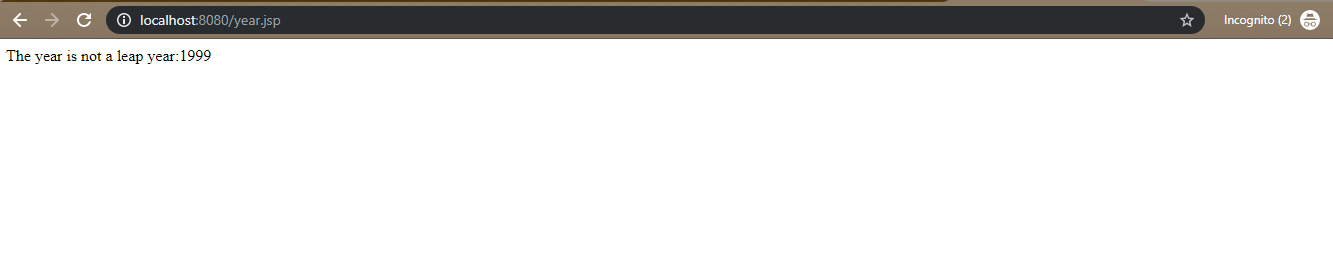 localhost:8080/year.jsp
Incognito (2)
The year is not a leap year:1999